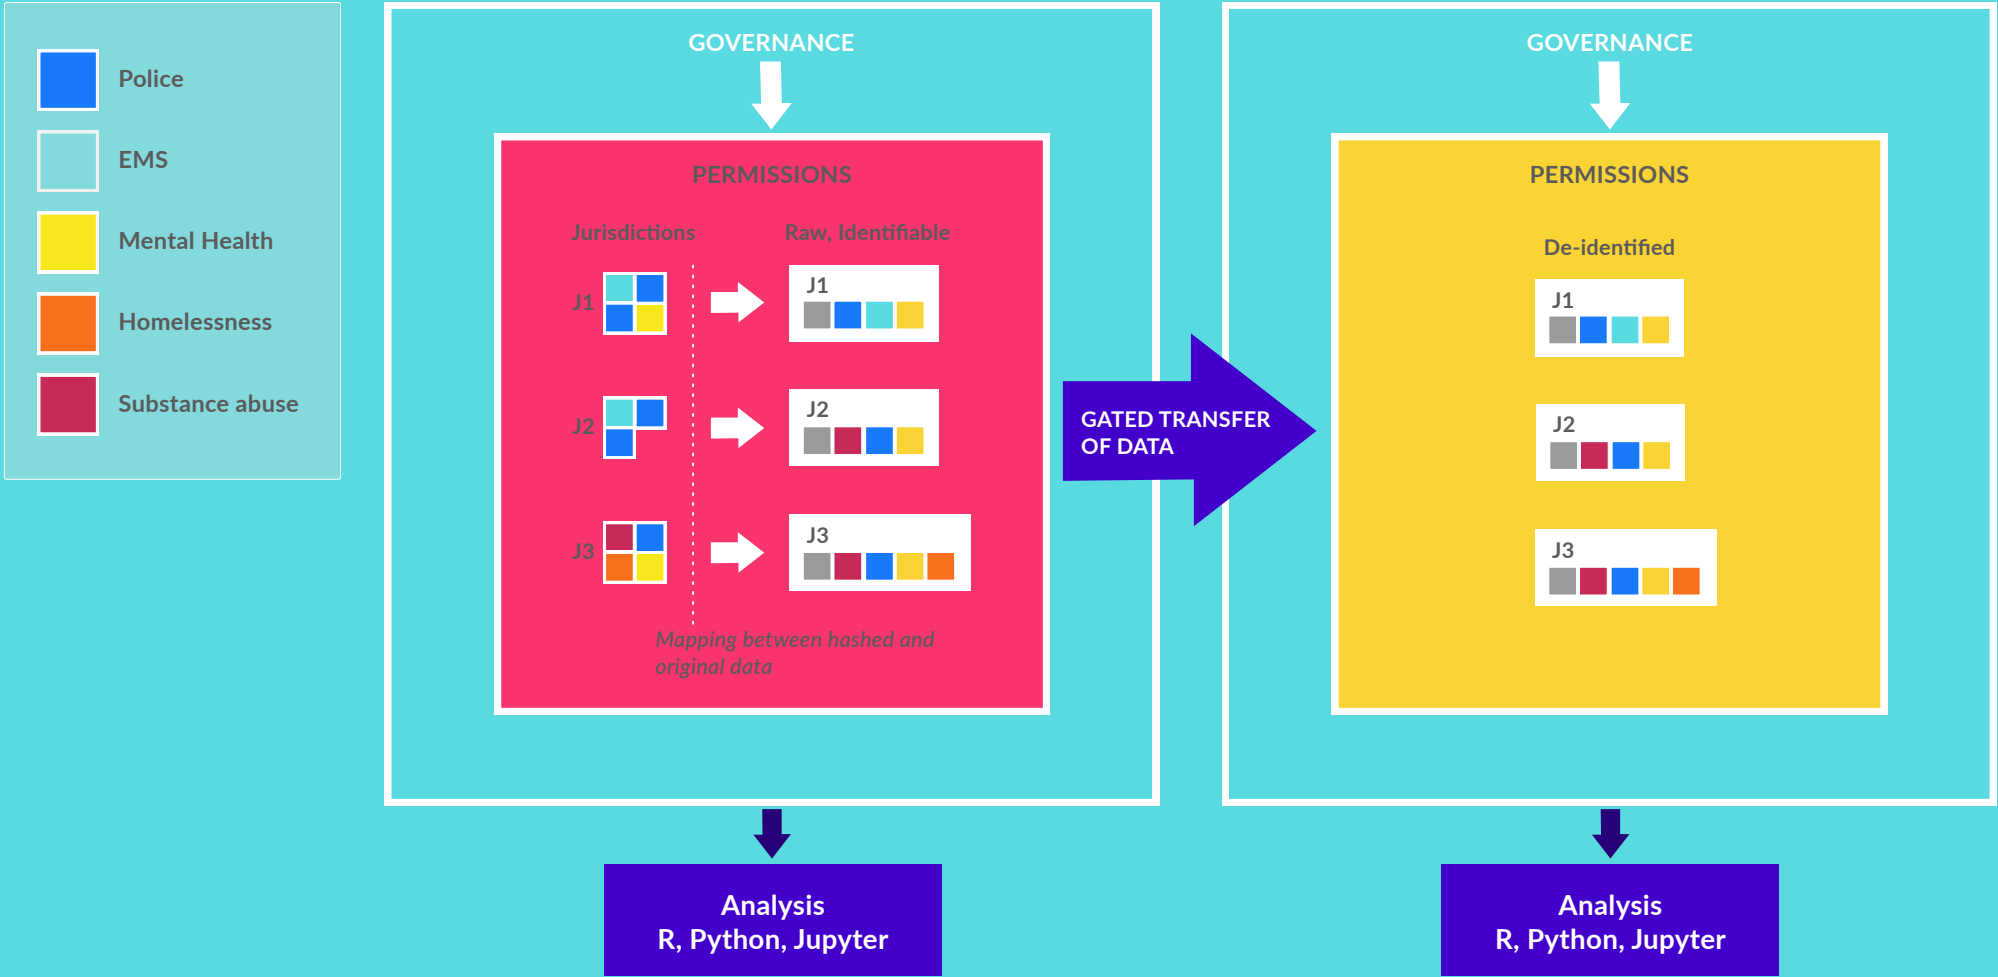 Police
EMS
Mental Health
Homelessness
Substance abuse
GOVERNANCE
PERMISSIONS
Jurisdictions
Raw, Identifiable
J1
J1
J2
J2
J3
J3
Mapping between hashed and
original data
GATED TRANSFER
OF DATA
GOVERNANCE
PERMISSIONS
De-identified
J1
J2
J3
Analysis
R, Python, Jupyter
Analysis
R, Python, Jupyter